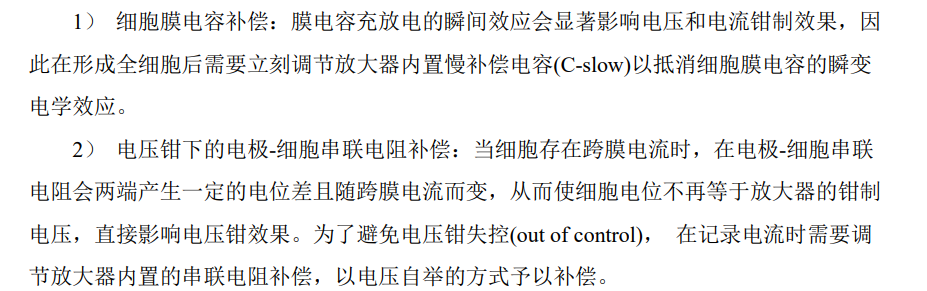 1） 细胞膜电容补偿：膜电容充放电的瞬间效应会显著影响电压和电流钳制效果，因
此在形成全细胞后需要立刻调节放大器内置慢补偿电容(C-slow)以抵消细胞膜电容的瞬变
电学效应。
2） 电压钳下的电极-细胞串联电阻补偿：当细胞存在跨膜电流时，在电极-细胞串联
电阻会两端产生一定的电位差且随跨膜电流而变，从而使细胞电位不再等于放大器的钳制
电压，直接影响电压钳效果。为了避免电压钳失控(out of control)， 在记录电流时需要调
节放大器内置的串联电阻补偿，以电压自举的方式予以补偿。